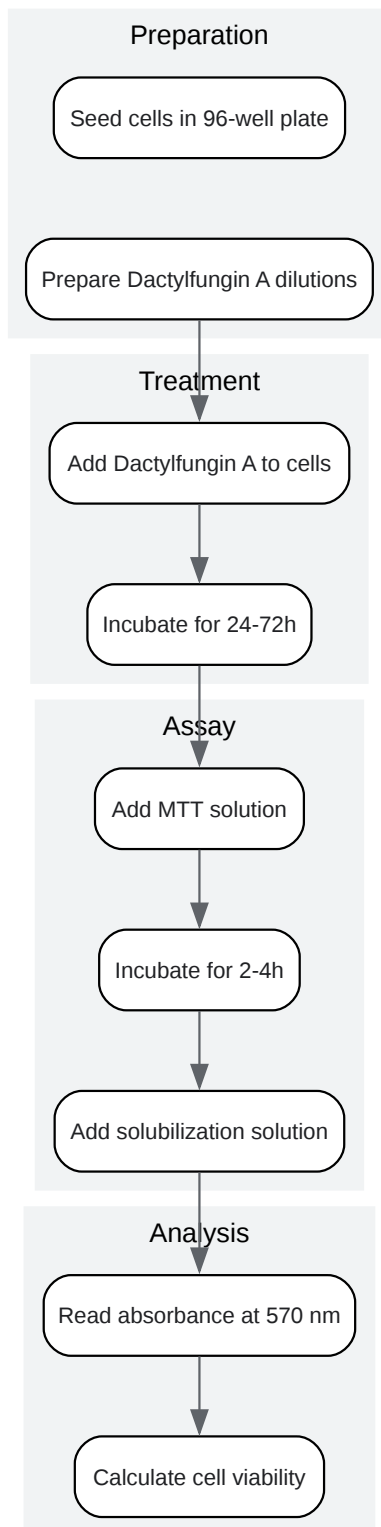 Preparation
Seed cells in 96-well plate
Prepare Dactylfungin A dilutions
Treatment
Add Dactylfungin A to cells
Incubate for 24-72h
Assay
Add MTT solution
Incubate for 2-4h
Add solubilization solution
Analysis
Read absorbance at 570 nm
Calculate cell viability